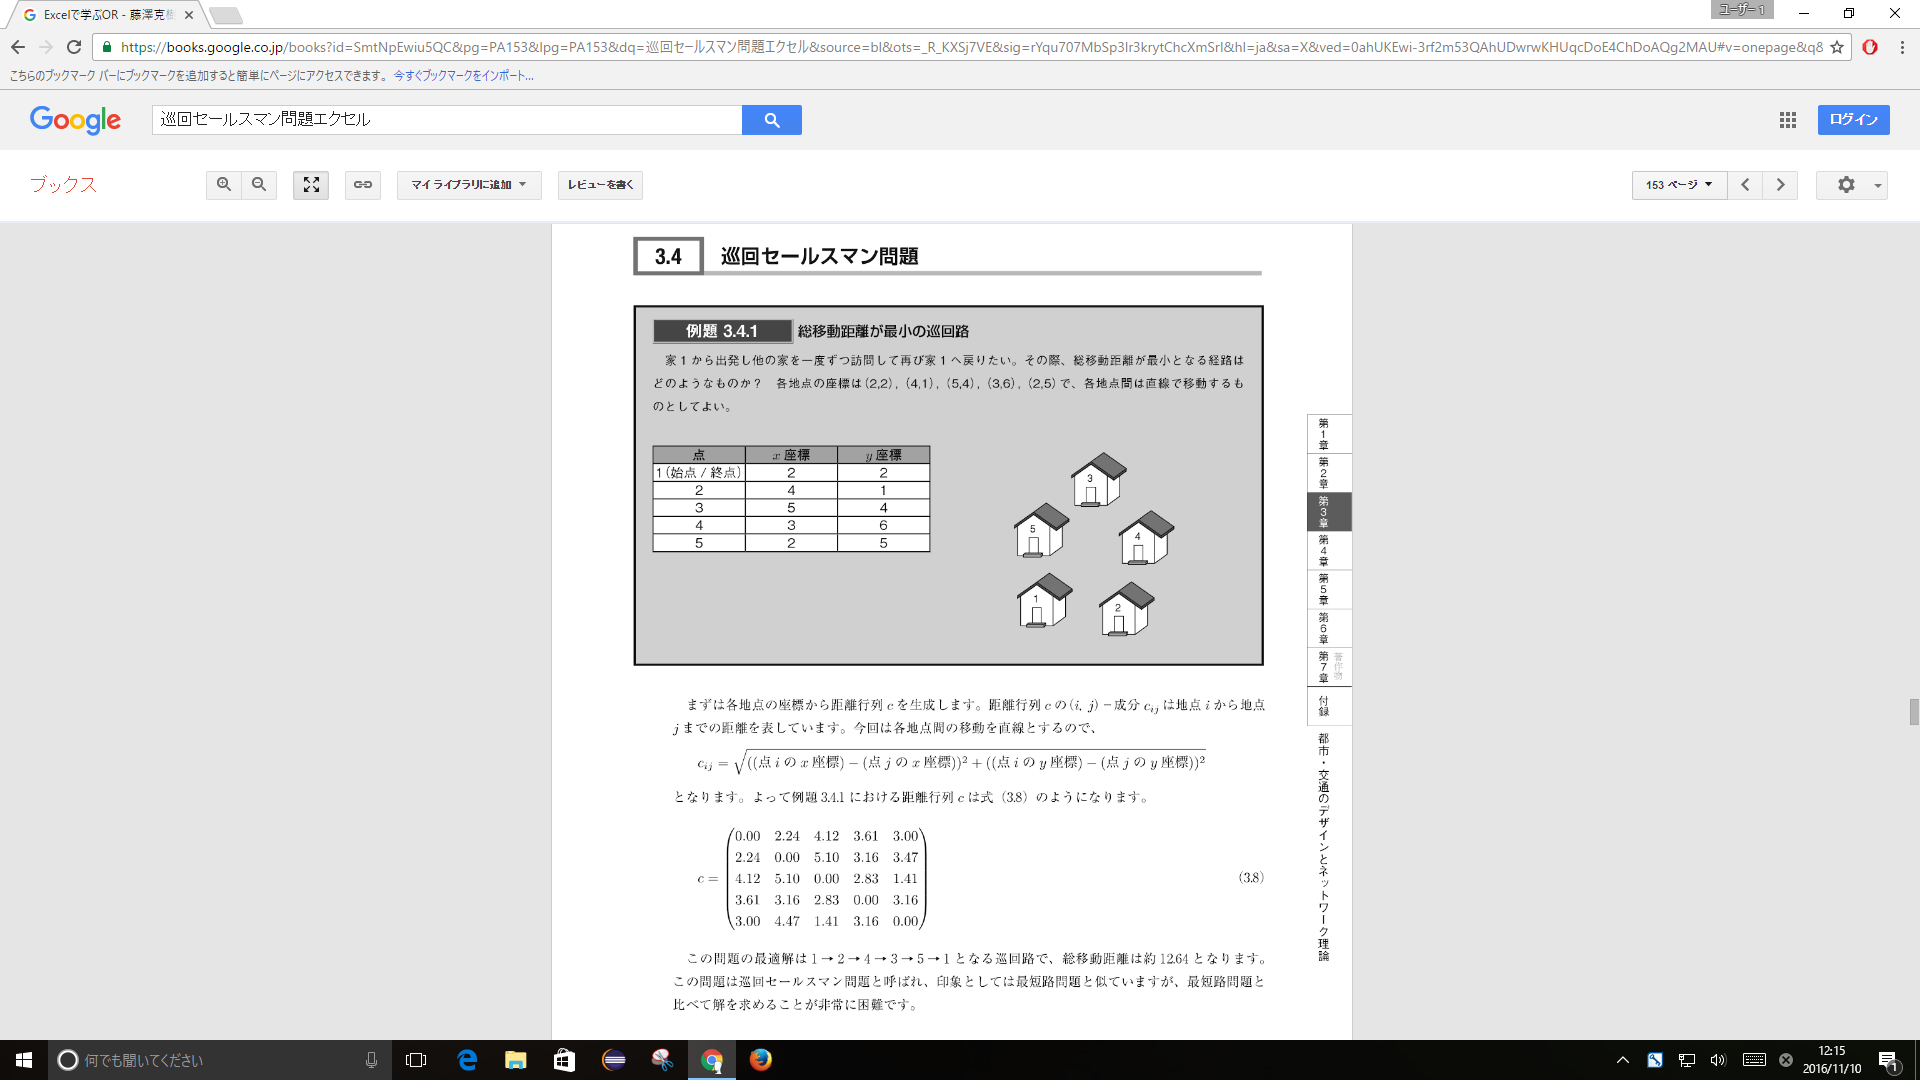 Excelで学ぶOR - 藤澤克樹
ユーザー 1
https://books.google.co.jp/books?id=SmtNpEwiu5QC&pg=PA153&lpg=PA153&dq=巡回セールスマン問題エクセル&source=bl&ots=_R_KXSj7VE&sig=rYqu707MbSp3lr3krytChcXmSrI&hl=ja&sa=X&ved=0ahUKEwi-3rf2m53QAhUDwrwKHUqcDoE4ChDoAQg2MAU#v=onepage&q&
こちらのブックマーク バーにブックマークを追加すると簡単にページにアクセスできます。 今すぐブックマークをインポート...
Google 巡回セールスマン問題エクセル ログイン
ブックス マイ ライブラリに追加 レビューを書く 153 ページ
3.4 巡回セールスマン問題
例題 3.4.1 総移動距離が最小の巡回路
家 1 から出発し他の家を一度ずつ訪問して再び家 1 へ戻りたい。その際、総移動距離が最小となる経路は
どのようなものか? 各地点の座標は (2,2), (4,1), (5,4), (3,6), (2,5) で、各地点間は直線で移動するも
のとしてよい。
点 x 座標 y 座標
1 (始点 / 終点) 2 2
2 4 1
3 5 4
4 3 6
5 2 5
3
5
4
1
2
第1章
第2章
第3章
第4章
第5章
第6章
第7章
著作物
付録
都市・交通のデザインとネットワーク理論
まずは各地点の座標から距離行列 c を生成します。距離行列 c の (i, j) − 成分 cij は地点 i から地点
j までの距離を表しています。今回は各地点間の移動を直線とするので、
cij = √((点 i の x 座標) − (点 j の x 座標))² + ((点 i の y 座標) − (点 j の y 座標))²
となります。よって例題 3.4.1 における距離行列 c は式 (3.8) のようになります。
0.00 2.24 4.12 3.61 3.00
2.24 0.00 5.10 3.16 3.47
c = 4.12 5.10 0.00 2.83 1.41 (3.8)
3.61 3.16 2.83 0.00 3.16
3.00 4.47 1.41 3.16 0.00
この問題の最適解は 1 → 2 → 4 → 3 → 5 → 1 となる巡回路で、総移動距離は約 12.64 となります。
この問題は巡回セールスマン問題と呼ばれ、印象としては最短路問題と似ていますが、最短路問題と
比べて解を求めることが非常に困難です。
何でも聞いてください
12:15
2016/11/10
1